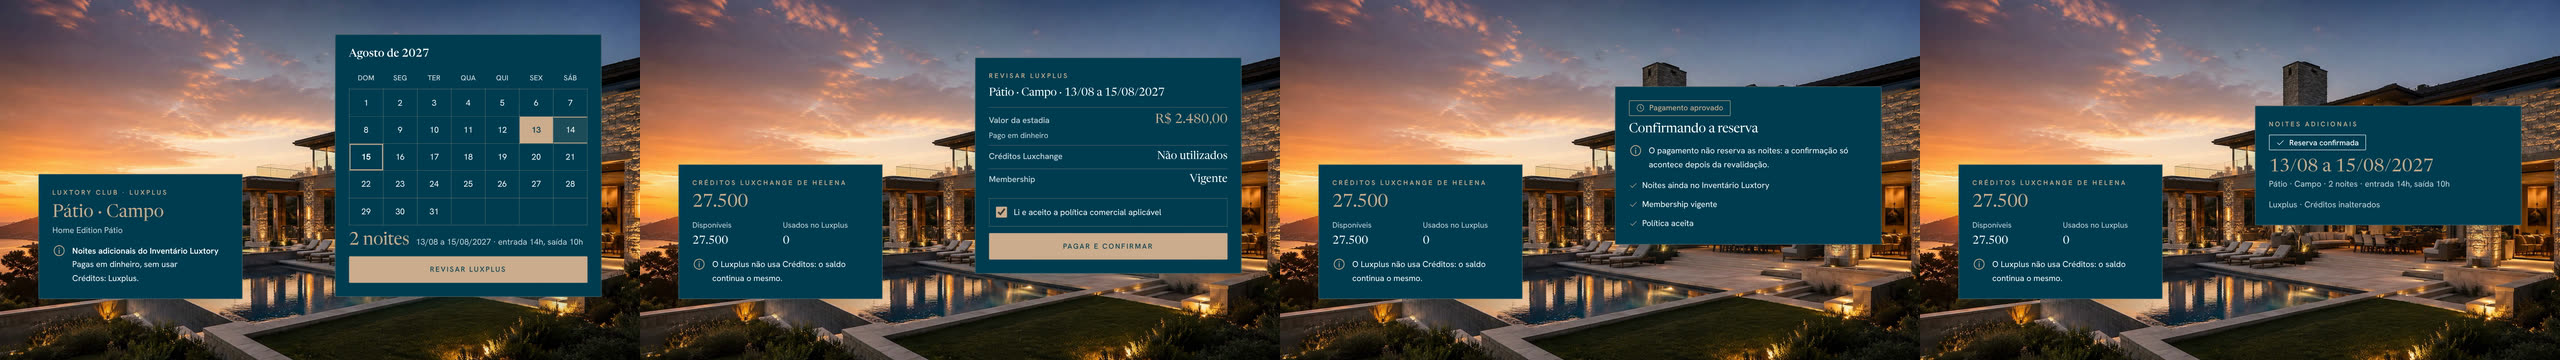 LUXTORY CLUB · LUXPLUS
Pátio · Campo
Home Edition Pátio
Noites adicionais do Inventário Luxtory
Pagas em dinheiro, sem usar
Créditos: Luxplus.
Agosto de 2027
DOM SEG TER QUA QUI SEX SÁB
1 2 3 4 5 6 7
8 9 10 11 12 13 14
15 16 17 18 19 20 21
22 23 24 25 26 27 28
29 30 31
2 noites 13/08 a 15/08/2027 · entrada 14h, saída 10h
REVISAR LUXPLUS
CRÉDITOS LUXCHANGE DE HELENA
27.500
Disponíveis Usados no Luxplus
27.500 0
O Luxplus não usa Créditos: o saldo
continua o mesmo.
REVISAR LUXPLUS
Pátio · Campo · 13/08 a 15/08/2027
Valor da estadia R$ 2.480,00
Pago em dinheiro
Créditos Luxchange Não utilizados
Membership Vigente
Li e aceito a política comercial aplicável
PAGAR E CONFIRMAR
CRÉDITOS LUXCHANGE DE HELENA
27.500
Disponíveis Usados no Luxplus
27.500 0
O Luxplus não usa Créditos: o saldo
continua o mesmo.
Pagamento aprovado
Confirmando a reserva
O pagamento não reserva as noites: a confirmação só
acontece depois da revalidação.
Noites ainda no Inventário Luxtory
Membership vigente
Política aceita
CRÉDITOS LUXCHANGE DE HELENA
27.500
Disponíveis Usados no Luxplus
27.500 0
O Luxplus não usa Créditos: o saldo
continua o mesmo.
NOITES ADICIONAIS
Reserva confirmada
13/08 a 15/08/2027
Pátio · Campo · 2 noites · entrada 14h, saída 10h
Luxplus · Créditos inalterados